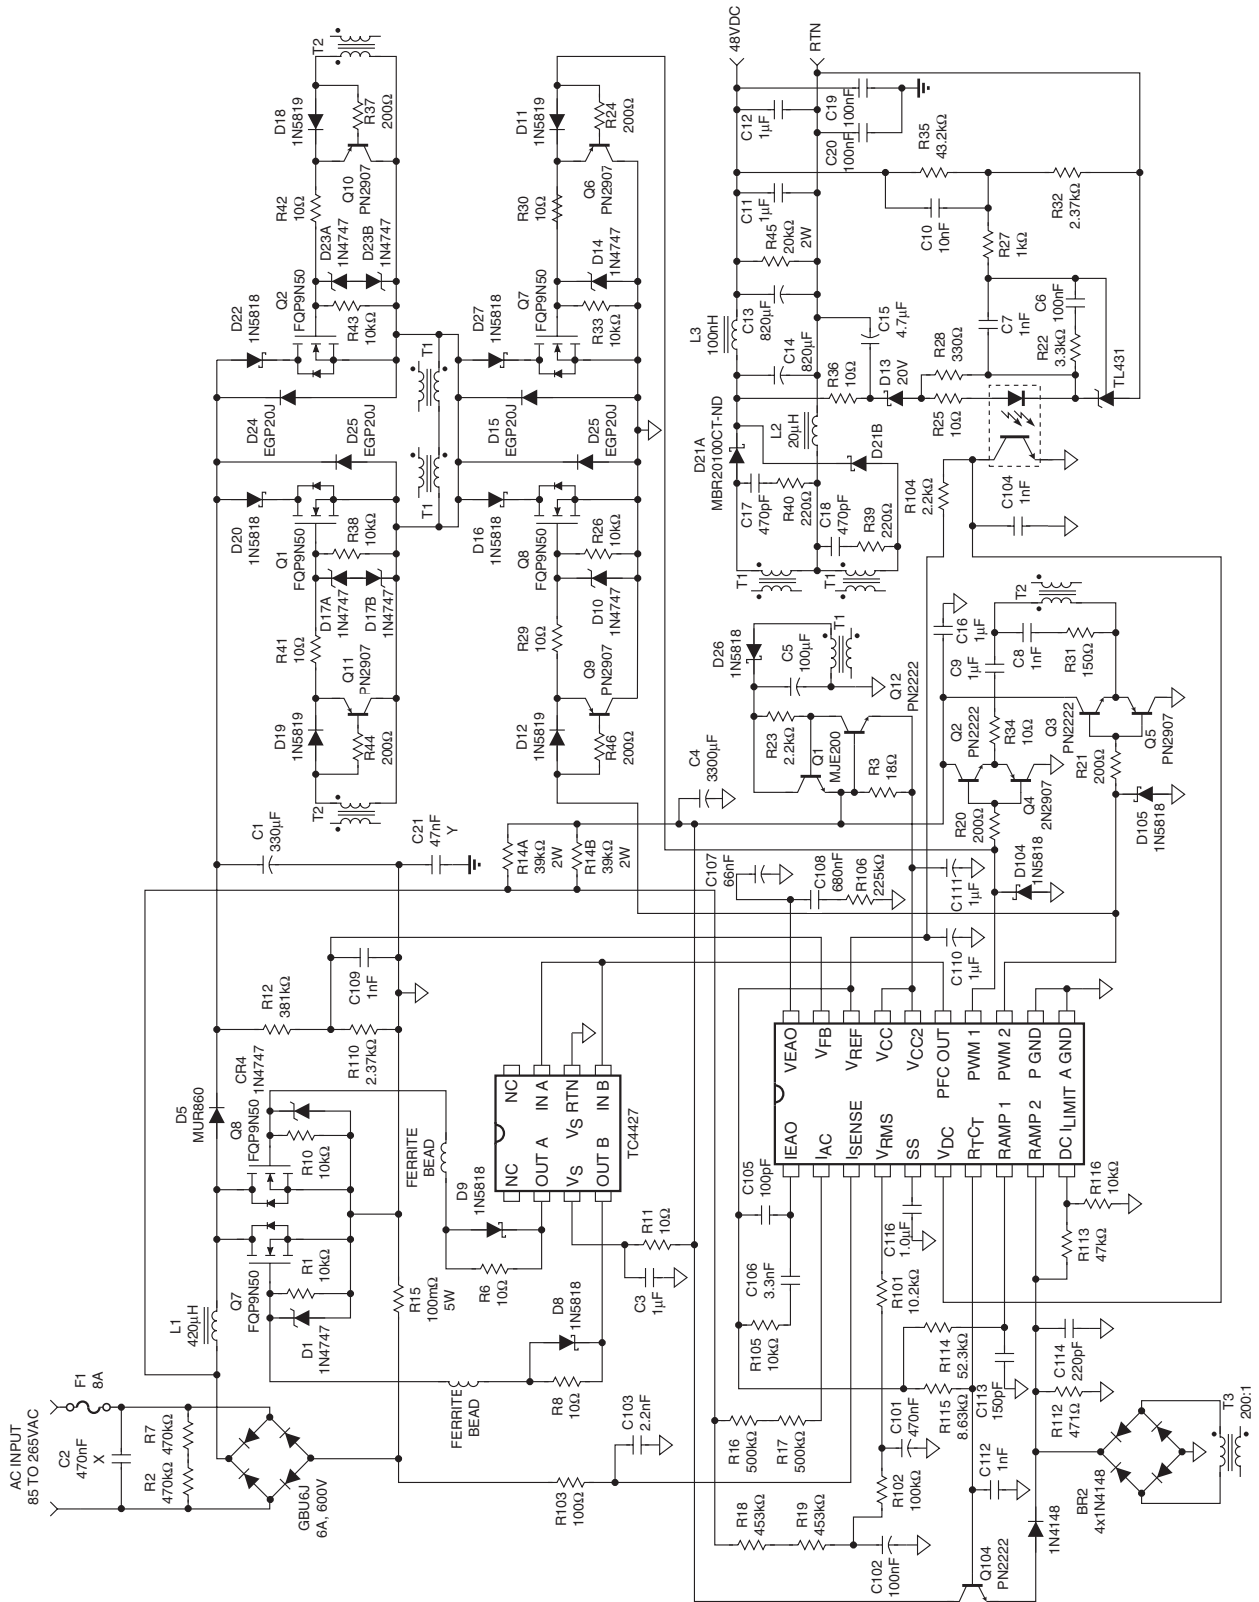 T2
D18
1N5819
R37
200Ω
Q10
PN2907
R42
10Ω
D23A
1N4747
D23B
1N4747
Q2
FQP9N50
R43
10kΩ
D22
1N5818
D24
EGP20J
D25
EGP20J
D20
1N5818
Q1
FQP9N50
R38
10kΩ
D17A
1N4747
D17B
1N4747
R41
10Ω
Q11
PN2907
D19
1N5819
R44
200Ω
T2
T1
T1
D11
1N5819
R24
200Ω
Q6
PN2907
R30
10Ω
D14
1N4747
Q7
FQP9N50
R33
10kΩ
D27
1N5818
D15
EGP20J
D25
EGP20J
D16
1N5818
Q8
FQP9N50
R26
10kΩ
D10
1N4747
R29
10Ω
Q9
PN2907
D12
1N5819
R46
200Ω
48VDC
RTN
C12
1µF
C19
100nF
C20
100nF
R35
43.2kΩ
C11
1µF
R45
20kΩ
2W
C10
10nF
R32
2.37kΩ
R27
1kΩ
L3
100nH
C13
820µF
C14
820µF
C15
4.7µF
R36
10Ω
D13
20V
R28
330Ω
C7
1nF
C6
100nF
R22
3.3kΩ
TL431
R25
10Ω
L2
20µH
D21A
MBR20100CT-ND
D21B
C17
470pF
R40
220Ω
C18
470pF
R39
220Ω
T1
T1
R104
2.2kΩ
C104
1nF
D26
1N5818
C5
100µF
T1
R23
2.2kΩ
Q1
MJE200
Q12
PN2222
R3
18Ω
C4
3300µF
C16
1µF
C9
1µF
C8
1nF
R31
150Ω
T2
Q2
PN2222
R34
10Ω
Q3
PN2222
Q5
PN2907
R21
200Ω
R20
200Ω
Q4
2N2907
D105
1N5818
D104
1N5818
C1
330µF
C21
47nF
Y
R14A
39kΩ
2W
R14B
39kΩ
2W
C107
66nF
C108
680nF
R106
225kΩ
C111
1µF
C110
1µF
R12
381kΩ
C109
1nF
R110
2.37kΩ
D5
MUR860
Q8
FQP9N50
CR4
1N4747
R10
10kΩ
Q7
FQP9N50
R1
10kΩ
D1
1N4747
L1
420µH
R15
100mΩ
5W
FERRITE
BEAD
D9
1N5818
R6
10Ω
NC
OUT A
VS
OUT B
NC
IN A
VS RTN
IN B
TC4427
R11
10Ω
C3
1µF
D8
1N5818
R8
10Ω
FERRITE
BEAD
C103
2.2nF
R103
100Ω
AC INPUT
85 TO 265VAC
F1
8A
C2
470nF
X
R7
470kΩ
R2
470kΩ
GBU6J
6A, 600V
IEAO
IAC
ISENSE
VRMS
SS
VDC
RTCT
RAMP 1
RAMP 2
DC ILIMIT
VEAO
VFB
VREF
VCC
VCC2
PFC OUT
PWM 1
PWM 2
P GND
A GND
C105
100pF
C106
3.3nF
R105
10kΩ
C116
1.0µF
R101
10.2kΩ
R16
500kΩ
R17
500kΩ
C101
470nF
R102
100kΩ
R18
453kΩ
R19
453kΩ
C102
100nF
R114
52.3kΩ
R115
8.63kΩ
C113
150pF
C112
1nF
R113
47kΩ
R116
10kΩ
C114
220pF
R112
471Ω
Q104
PN2222
1N4148
BR2
4x1N4148
T3
200:1